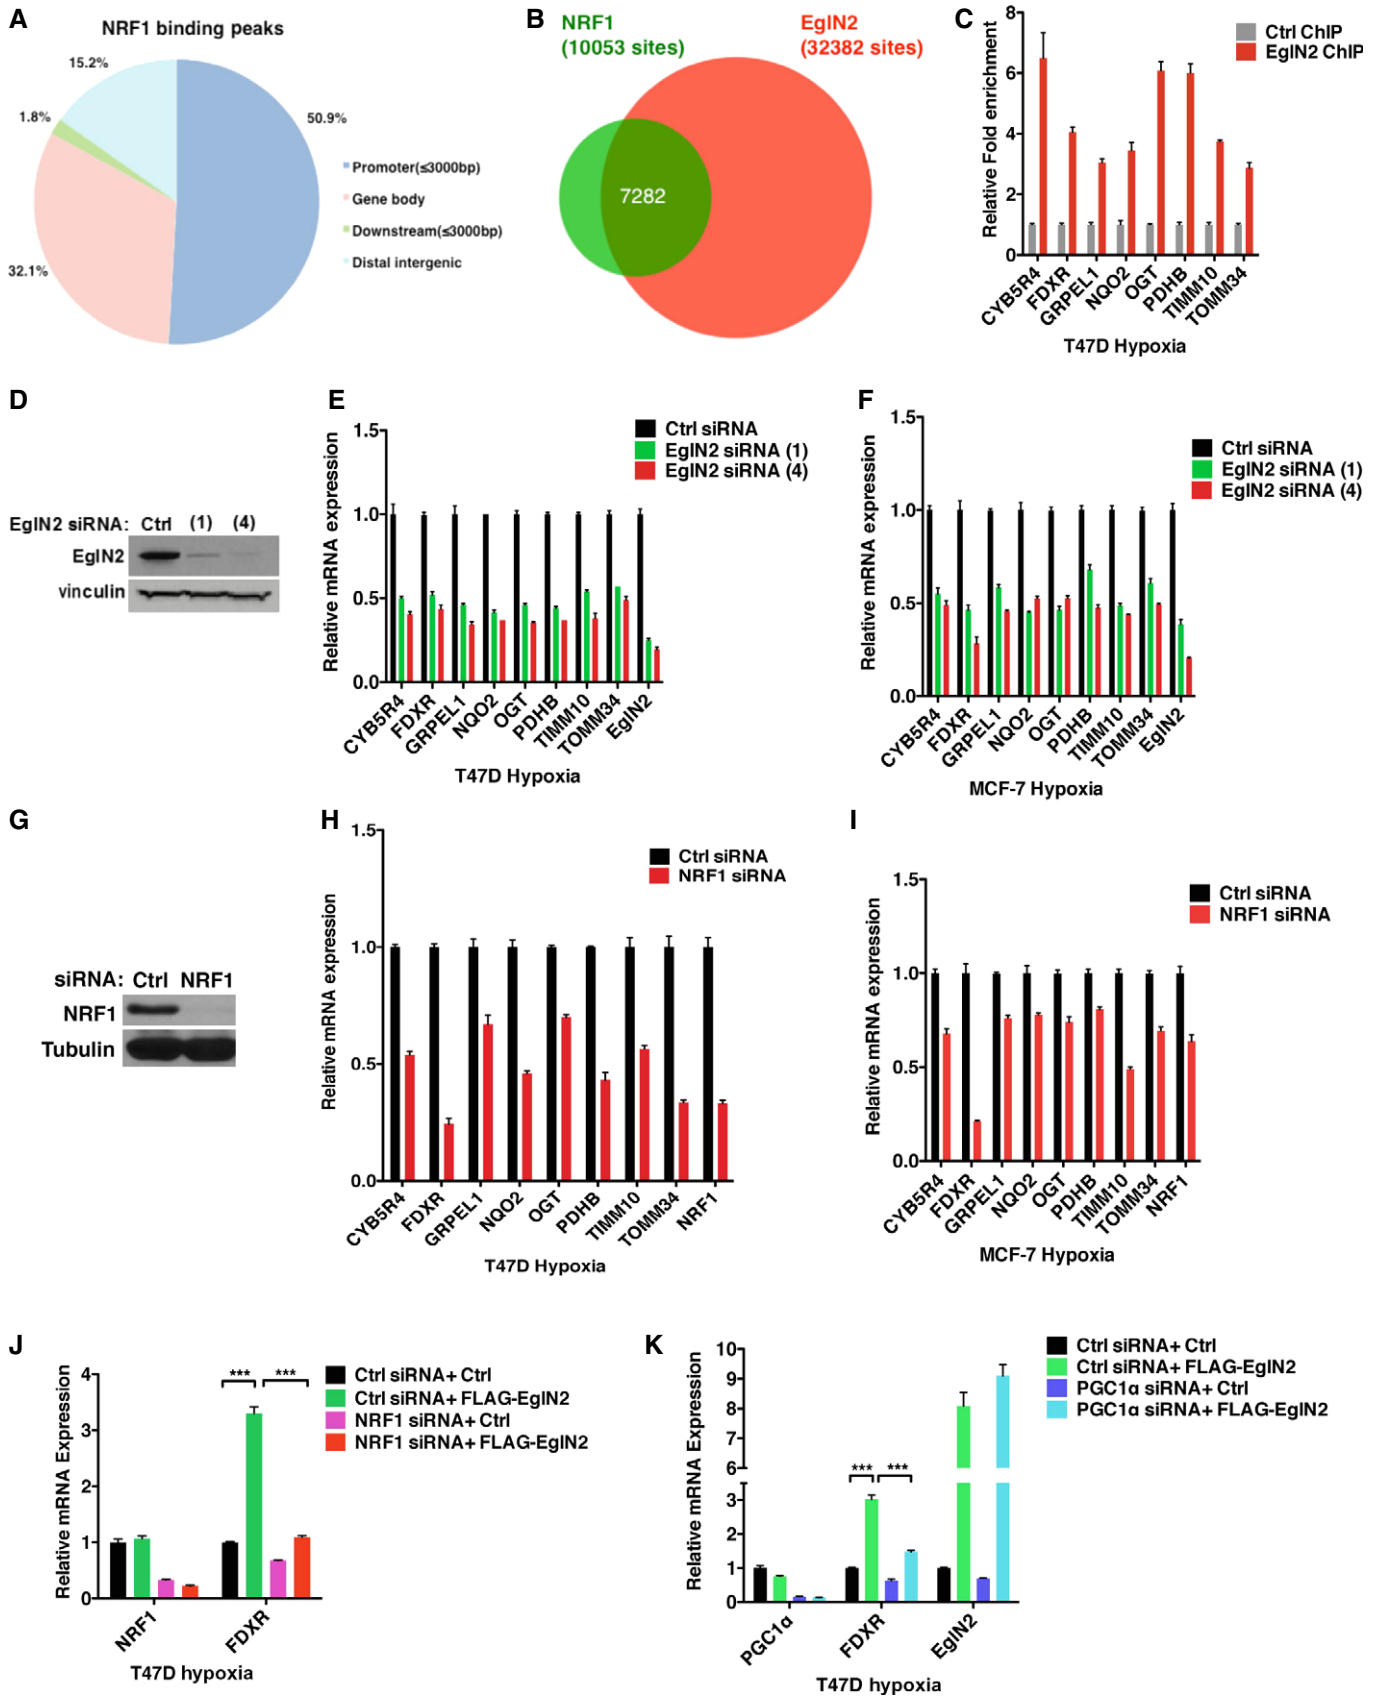 A
NRF1 binding peaks
15.2%
1.8%
50.9%
32.1%
Promoter(≤3000bp)
Gene body
Downstream(≤3000bp)
Distal intergenic
B
NRF1
(10053 sites)
EglN2
(32382 sites)
7282
C
Relative Fold enrichment
8
6
4
2
0
Ctrl ChIP
EglN2 ChIP
CYB5R4
FDXR
GRPEL1
NQO2
OGT
PDHB
TIMM10
TOMM34
T47D Hypoxia
D
EglN2 siRNA: Ctrl (1) (4)
EglN2
vinculin
E
Relative mRNA expression
1.5
1.0
0.5
0.0
Ctrl siRNA
EglN2 siRNA (1)
EglN2 siRNA (4)
CYB5R4
FDXR
GRPEL1
NQO2
OGT
PDHB
TIMM10
TOMM34
EglN2
T47D Hypoxia
F
Relative mRNA expression
1.5
1.0
0.5
0.0
Ctrl siRNA
EglN2 siRNA (1)
EglN2 siRNA (4)
CYB5R4
FDXR
GRPEL1
NQO2
OGT
PDHB
TIMM10
TOMM34
EglN2
MCF-7 Hypoxia
G
siRNA: Ctrl NRF1
NRF1
Tubulin
H
Relative mRNA expression
1.5
1.0
0.5
0.0
Ctrl siRNA
NRF1 siRNA
CYB5R4
FDXR
GRPEL1
NQO2
OGT
PDHB
TIMM10
TOMM34
NRF1
T47D Hypoxia
I
Relative mRNA expression
1.5
1.0
0.5
0.0
Ctrl siRNA
NRF1 siRNA
CYB5R4
FDXR
GRPEL1
NQO2
OGT
PDHB
TIMM10
TOMM34
NRF1
MCF-7 Hypoxia
J
Relative mRNA Expression
4
3
2
1
0
*** ***
Ctrl siRNA+ Ctrl
Ctrl siRNA+ FLAG-EglN2
NRF1 siRNA+ Ctrl
NRF1 siRNA+ FLAG-EglN2
NRF1
FDXR
T47D hypoxia
K
Relative mRNA Expression
10
9
8
7
6
3
2
1
0
*** ***
Ctrl siRNA+ Ctrl
Ctrl siRNA+ FLAG-EglN2
PGC1α siRNA+ Ctrl
PGC1α siRNA+ FLAG-EglN2
PGC1α
FDXR
EglN2
T47D hypoxia